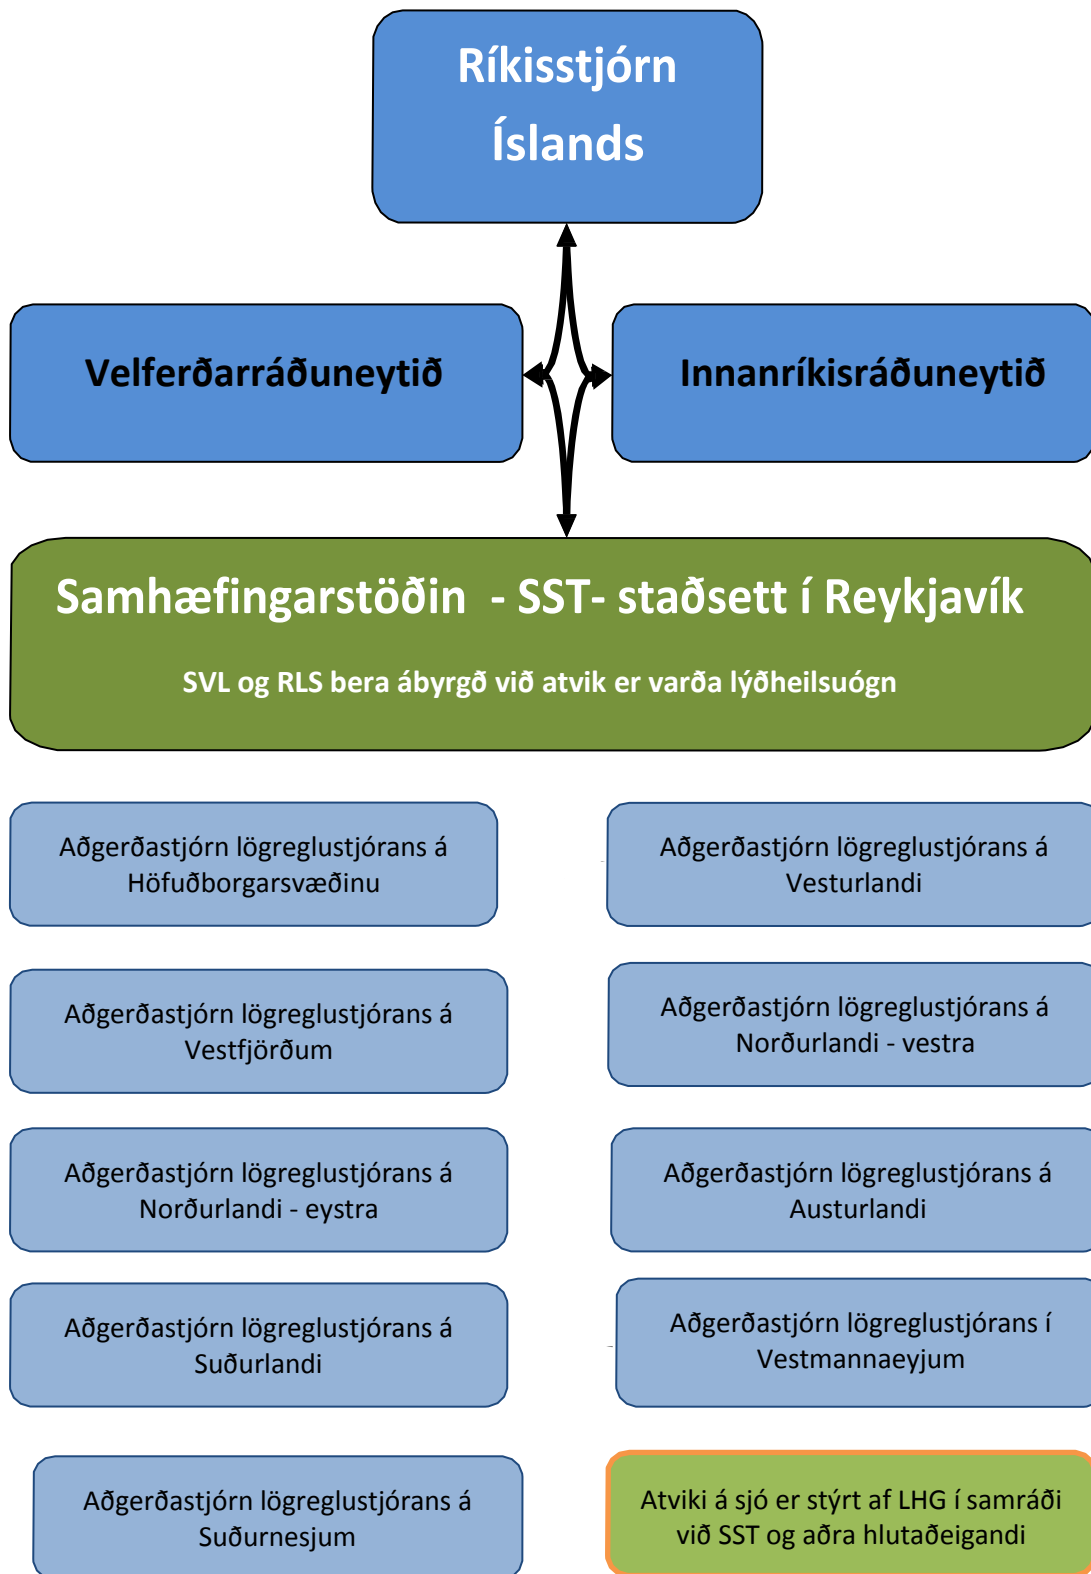 Ríkisstjórn
Íslands
Velferðarráðuneytið
Innanríkisráðuneytið
Samhæfingarstöðin - SST- staðsett í Reykjavík
SVL og RLS bera ábyrgð við atvik er varða lýðheilsuógn
Aðgerðastjórn lögreglustjórans á
Höfuðborgarsvæðinu
Aðgerðastjórn lögreglustjórans á
Vesturlandi
Aðgerðastjórn lögreglustjórans á
Vestfjörðum
Aðgerðastjórn lögreglustjórans á
Norðurlandi - vestra
Aðgerðastjórn lögreglustjórans á
Norðurlandi - eystra
Aðgerðastjórn lögreglustjórans á
Austurlandi
Aðgerðastjórn lögreglustjórans á
Suðurlandi
Aðgerðastjórn lögreglustjórans í
Vestmannaeyjum
Aðgerðastjórn lögreglustjórans á
Suðurnesjum
Atviki á sjó er stýrt af LHG í samráði
við SST og aðra hlutaðeigandi